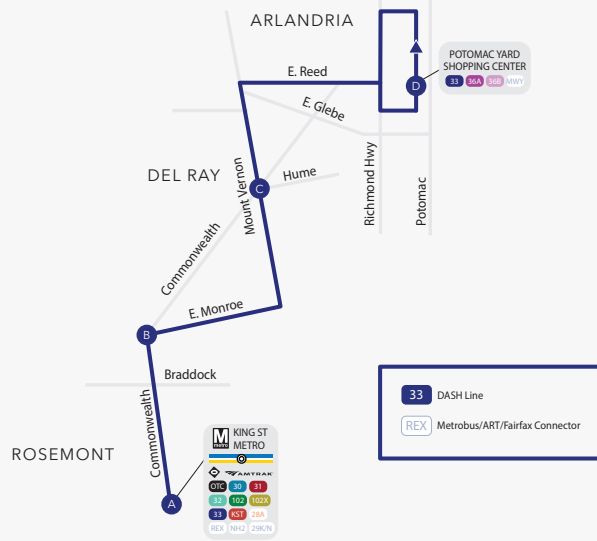 ARLANDRIA
POTOMAC YARD
SHOPPING CENTER
33 36A 36B MWY
D
E. Reed
E. Glebe
DEL RAY
Mount Vernon
C
Hume
Richmond Hwy
Potomac
Commonwealth
E. Monroe
B
Braddock
Commonwealth
ROSEMONT
A
M
metro
KING ST
METRO
AMTRAK
OTC 30 31
32 102 102X
33 KST 28A
REX NH2 29K/N
33 DASH Line
REX Metrobus/ART/Fairfax Connector